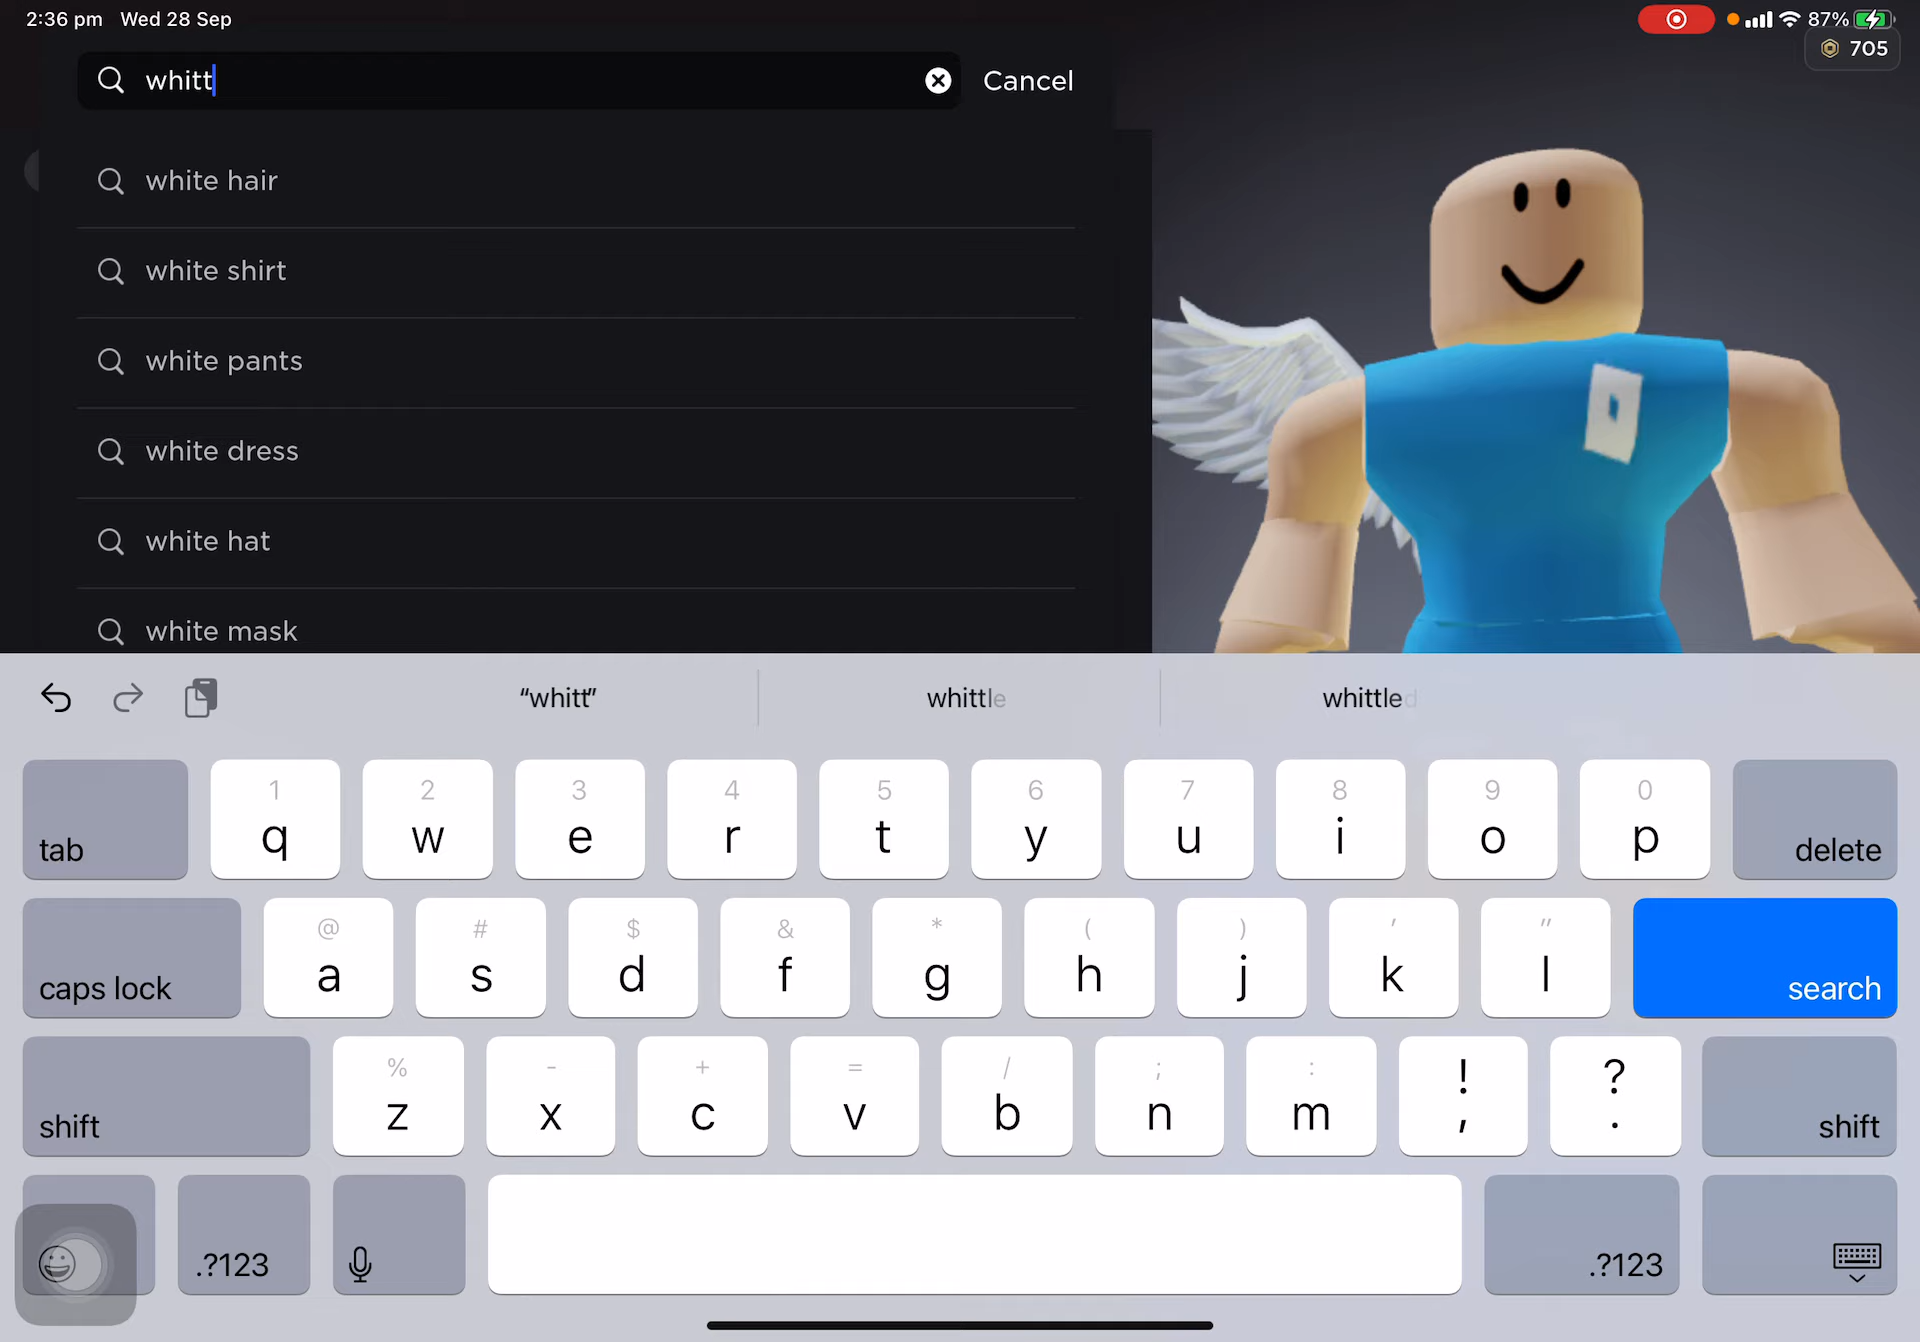 2:36 pm Wed 28 Sep
87%
705
whitt
Cancel
white hair
white shirt
white pants
white dress
white hat
white mask
“whitt”
whittle
whittled
tab
1 2 3 4 5 6 7 8 9 0
q w e r t y u i o p
delete
caps lock
@ # $ & * ( ) ' "
a s d f g h j k l
search
shift
% - + = / ; : ! ?
z x c v b n m , .
shift
.?123
.?123